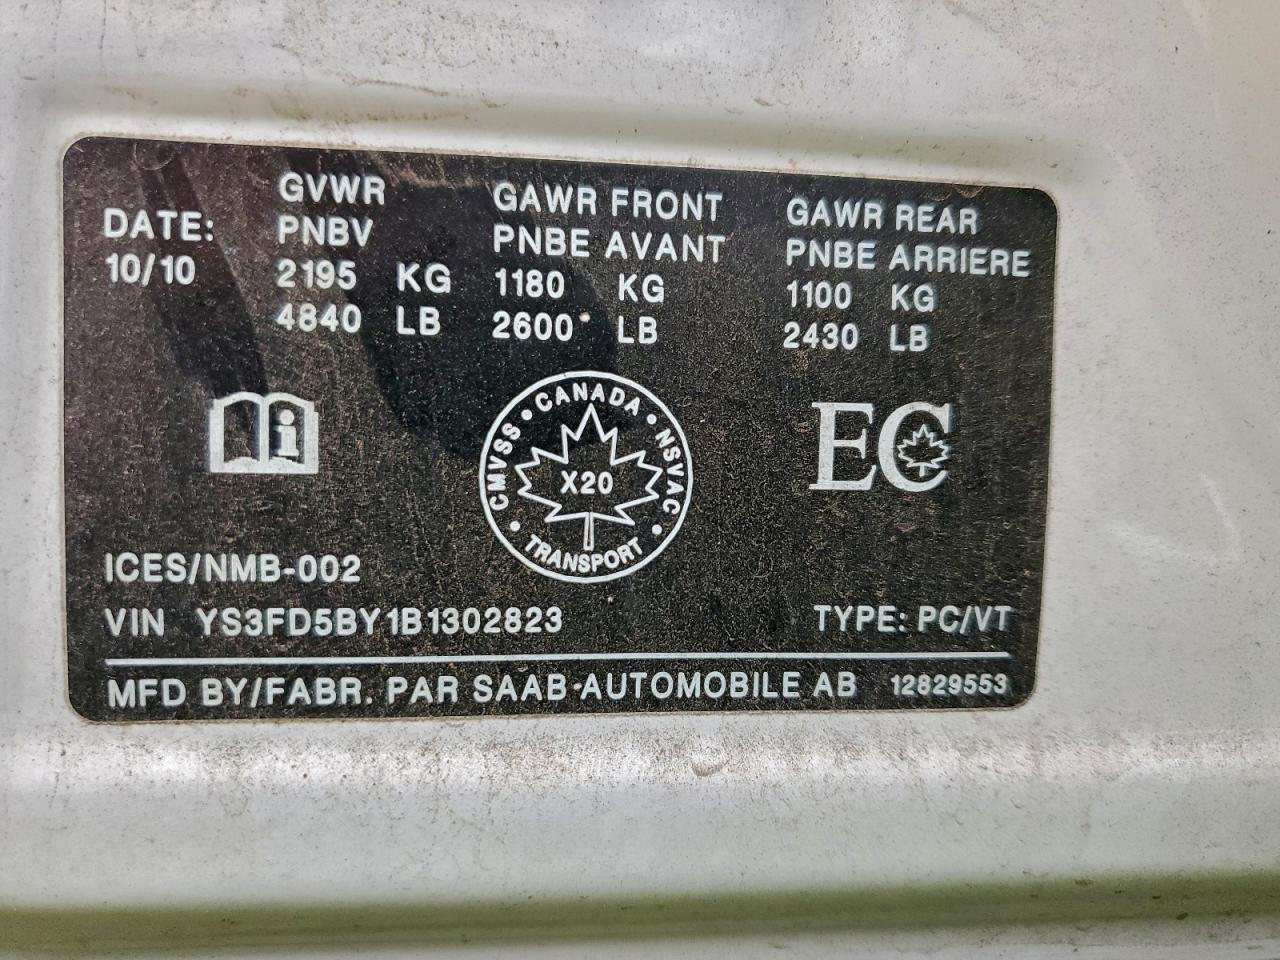 DATE:
10/10
GVWR
PNBV
2195 KG
4840 LB
GAWR FRONT
PNBE AVANT
1180 KG
2600 LB
GAWR REAR
PNBE ARRIERE
1100 KG
2430 LB
i
CANADA
CMVSS • NSVAC
X20
TRANSPORT
EC
ICES/NMB-002
VIN YS3FD5BY1B1302823 TYPE: PC/VT
MFD BY/FABR. PAR SAAB AUTOMOBILE AB 12829553